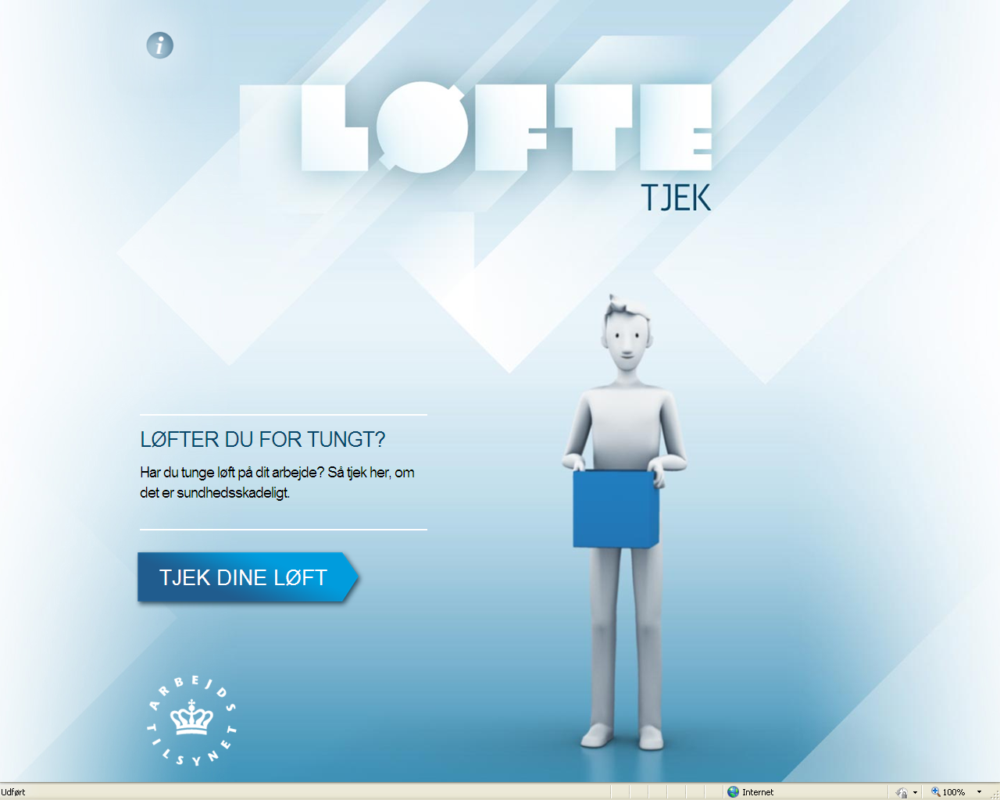 i
LØFTE
TJEK
LØFTER DU FOR TUNGT?
Har du tunge løft på dit arbejde? Så tjek her, om
det er sundhedsskadeligt.
TJEK DINE LØFT
ARBEJDSTILSYNET
Udført
Internet
100%